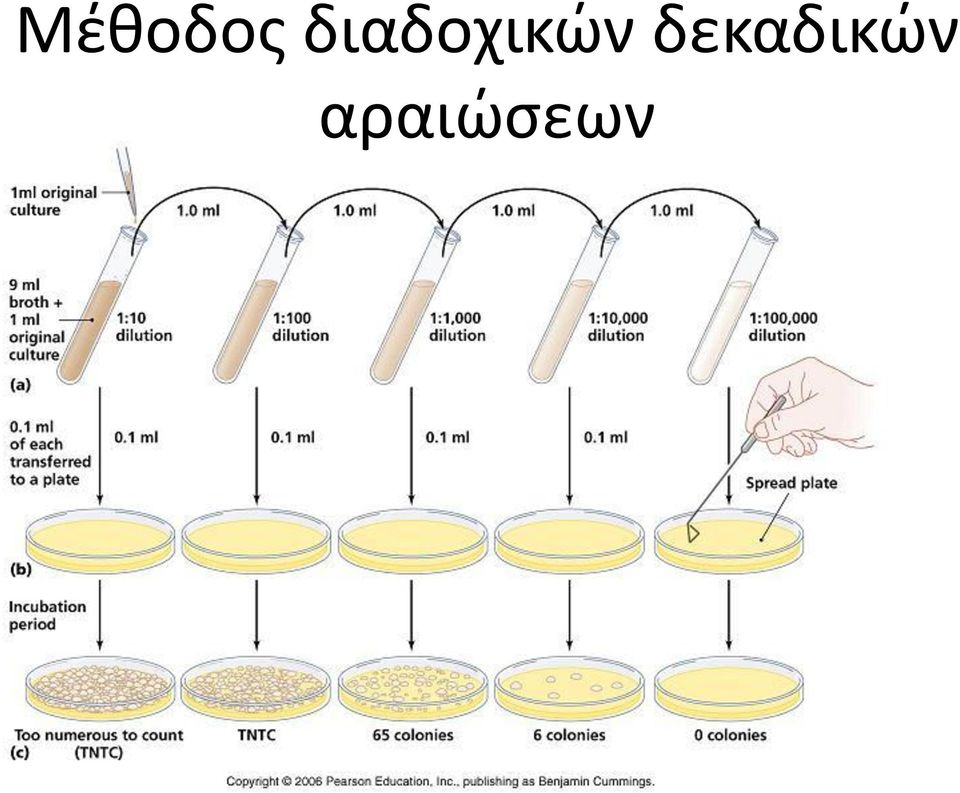 Μέθοδος διαδοχικών δεκαδικών
αραιώσεων
1ml original
culture
1.0 ml
1.0 ml
1.0 ml
1.0 ml
9 ml
broth +
1 ml
original
culture
1:10
dilution
1:100
dilution
1:1,000
dilution
1:10,000
dilution
1:100,000
dilution
(a)
0.1 ml
of each
transferred
to a plate
0.1 ml
0.1 ml
0.1 ml
0.1 ml
Spread plate
(b)
Incubation
period
Too numerous to count
(TNTC)
TNTC
65 colonies
6 colonies
0 colonies
(c)
Copyright © 2006 Pearson Education, Inc., publishing as Benjamin Cummings.